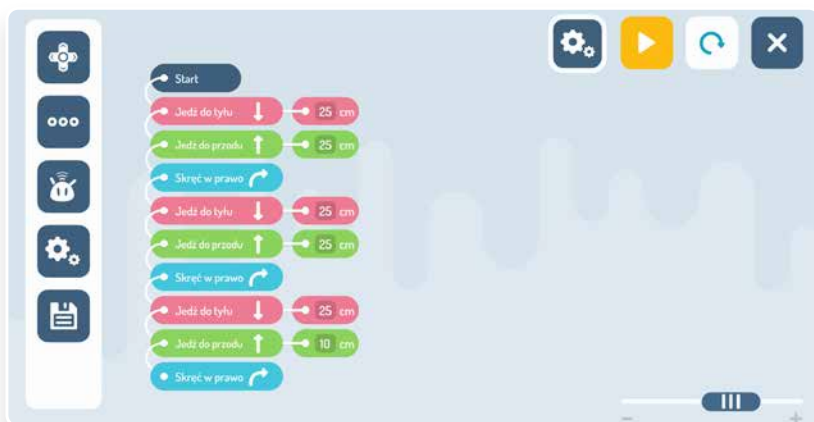 Start
Jedź do tyłu 25 cm
Jedź do przodu 25 cm
Skręć w prawo
Jedź do tyłu 25 cm
Jedź do przodu 25 cm
Skręć w prawo
Jedź do tyłu 25 cm
Jedź do przodu 10 cm
Skręć w prawo